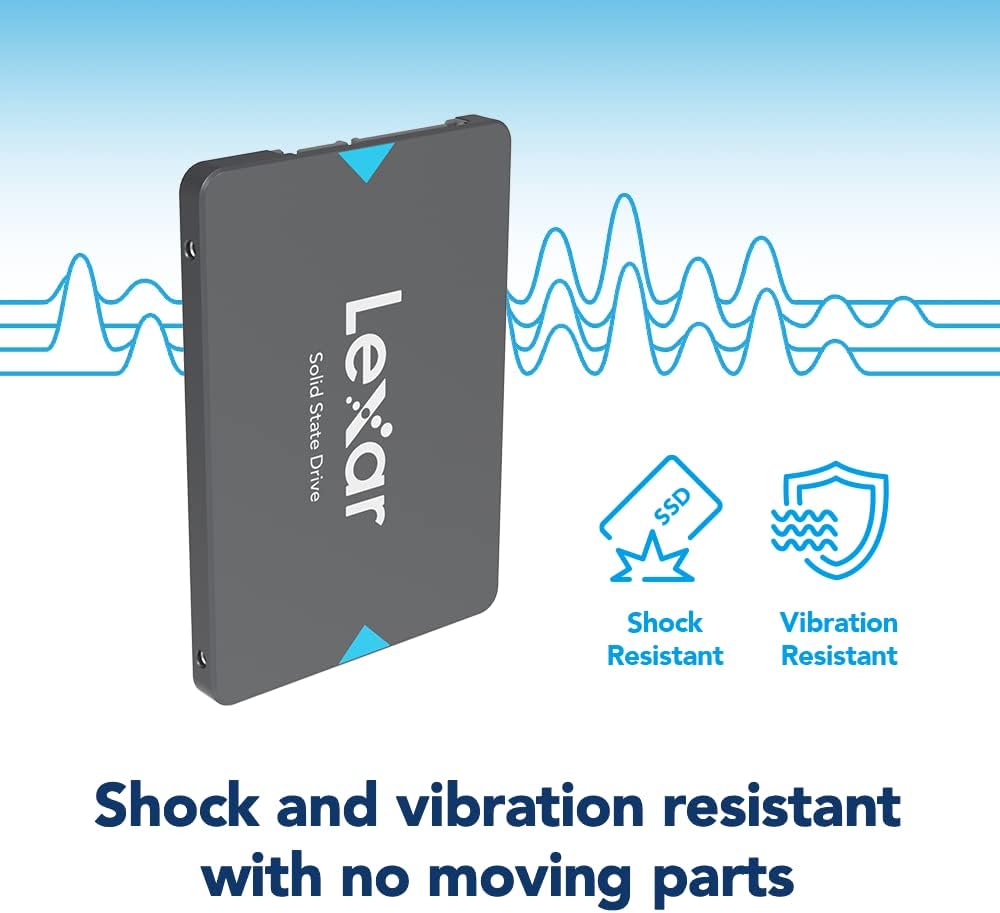 Lexar
Solid State Drive
SSD
Shock
Resistant
Vibration
Resistant
Shock and vibration resistant
with no moving parts